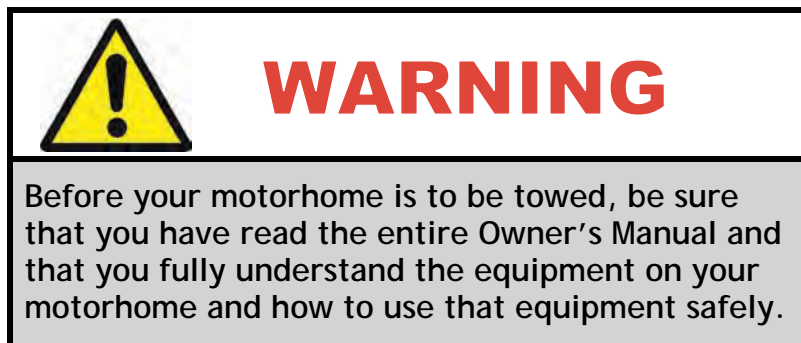 WARNING
Before your motorhome is to be towed, be sure
that you have read the entire Owner’s Manual and
that you fully understand the equipment on your
motorhome and how to use that equipment safely.